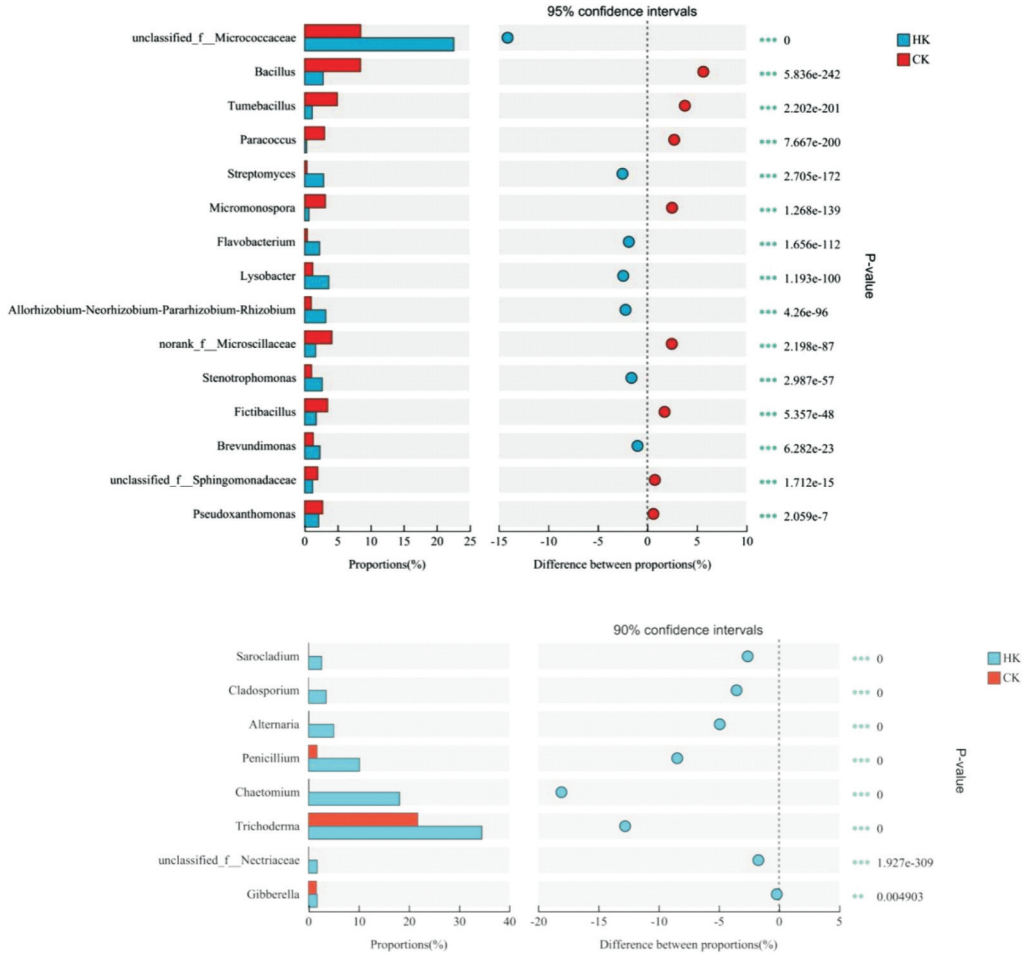 95% confidence intervals
unclassified_f__Micrococcaceae *** 0
Bacillus *** 5.836e-242
Tumebacillus *** 2.202e-201
Paracoccus *** 7.667e-200
Streptomyces *** 2.705e-172
Micromonospora *** 1.268e-139
Flavobacterium *** 1.656e-112
Lysobacter *** 1.193e-100
Allorhizobium-Neorhizobium-Pararhizobium-Rhizobium *** 4.26e-96
norank_f__Microscillaceae *** 2.198e-87
Stenotrophomonas *** 2.987e-57
Fictibacillus *** 5.357e-48
Brevundimonas *** 6.282e-23
unclassified_f__Sphingomonadaceae *** 1.712e-15
Pseudoxanthomonas *** 2.059e-7
HK
CK
P-value
0 5 10 15 20 25 -15 -10 -5 0 5 10
Proportions(%) Difference between proportions(%)
90% confidence intervals
Sarocladium *** 0
Cladosporium *** 0
Alternaria *** 0
Penicillium *** 0
Chaetomium *** 0
Trichoderma *** 0
unclassified_f__Nectriaceae *** 1.927e-309
Gibberella ** 0.004903
HK
CK
P-value
0 10 20 30 40 -20 -15 -10 -5 0 5
Proportions(%) Difference between proportions(%)